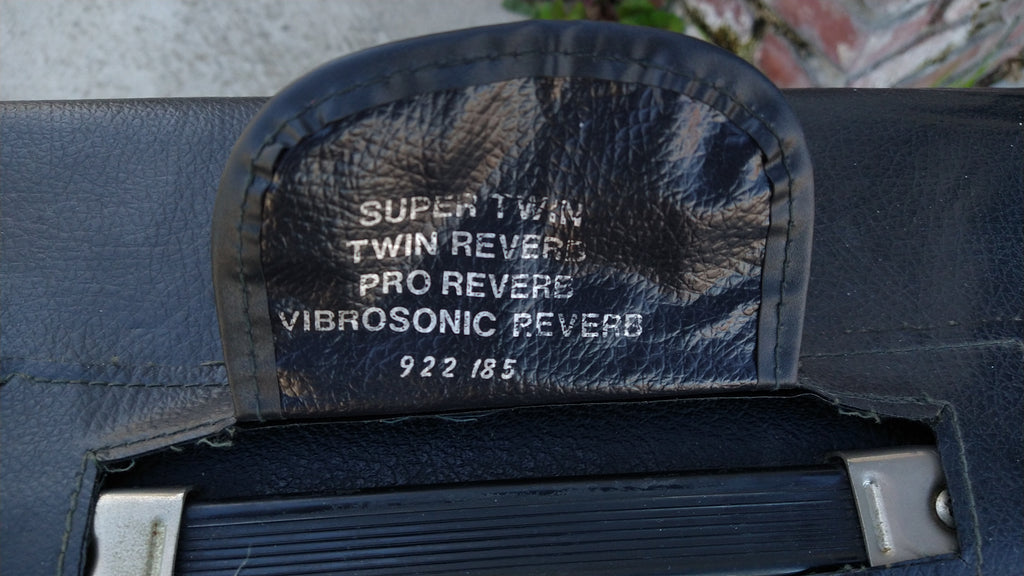 SUPER TWIN
TWIN REVERB
PRO REVERB
VIBROSONIC REVERB
922 185